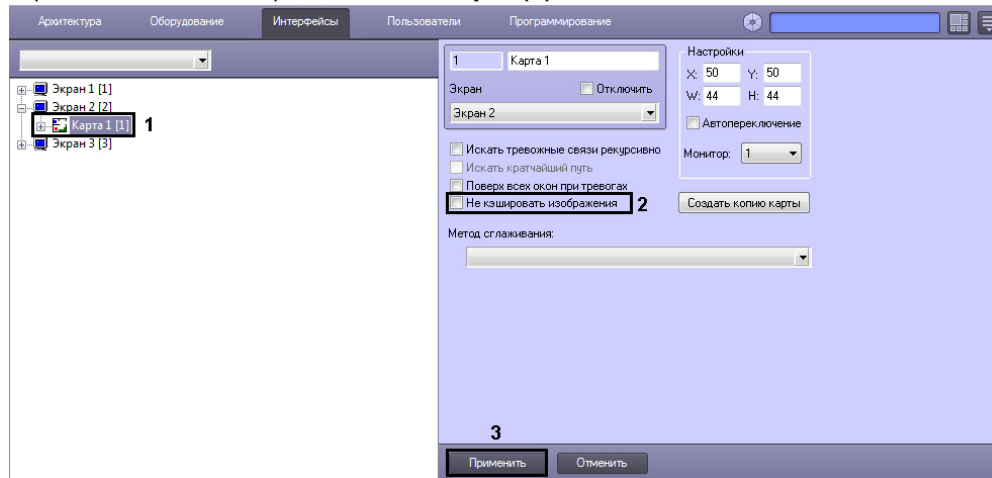 Архитектура Оборудование Интерфейсы Пользователи Программирование
1 Карта 1
Экран Отключить
Экран 2
Настройки
X: 50 Y: 50
W: 44 H: 44
Автопереключение
Монитор: 1
Экран 1 [1]
Экран 2 [2]
Карта 1 [1] 1
Экран 3 [3]
Искать тревожные связи рекурсивно
Искать кратчайший путь
Поверх всех окон при тревогах
Не кэшировать изображения 2
Создать копию карты
Метод сглаживания:
3
Применить Отменить